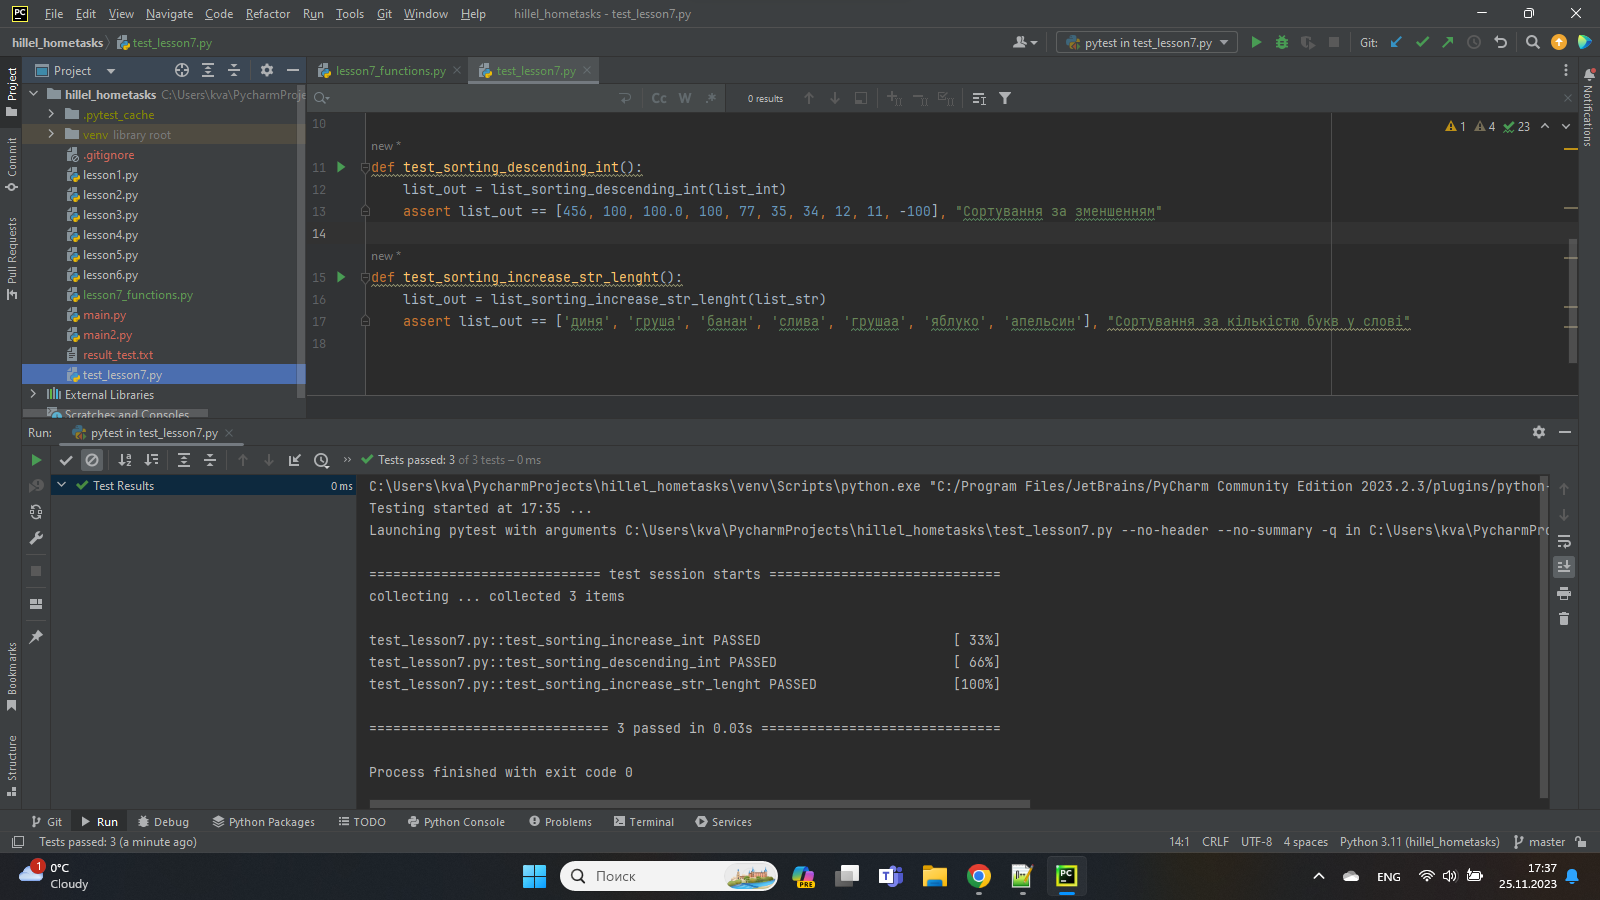 PC File Edit View Navigate Code Refactor Run Tools Git Window Help hillel_hometasks - test_lesson7.py
hillel_hometasks test_lesson7.py pytest in test_lesson7.py Git:
Project lesson7_functions.py test_lesson7.py
hillel_hometasks C:\Users\kva\PycharmProje
.pytest_cache
venv library root
.gitignore
lesson1.py
lesson2.py
lesson3.py
lesson4.py
lesson5.py
lesson6.py
lesson7_functions.py
main.py
main2.py
result_test.txt
test_lesson7.py
External Libraries
Scratches and Consoles
Project
Commit
Pull Requests
Bookmarks
Structure
Notifications
Cc W .* 0 results
1 4 23
10
new *
11 def test_sorting_descending_int():
12 list_out = list_sorting_descending_int(list_int)
13 assert list_out == [456, 100, 100.0, 100, 77, 35, 34, 12, 11, -100], "Сортування за зменшенням"
14
new *
15 def test_sorting_increase_str_lenght():
16 list_out = list_sorting_increase_str_lenght(list_str)
17 assert list_out == ['диня', 'груша', 'банан', 'слива', 'грушаа', 'яблуко', 'апельсин'], "Сортування за кількістю букв у слові"
18
Run: pytest in test_lesson7.py
Tests passed: 3 of 3 tests – 0 ms
Test Results 0 ms
C:\Users\kva\PycharmProjects\hillel_hometasks\venv\Scripts\python.exe "C:/Program Files/JetBrains/PyCharm Community Edition 2023.2.3/plugins/python-
Testing started at 17:35 ...
Launching pytest with arguments C:\Users\kva\PycharmProjects\hillel_hometasks\test_lesson7.py --no-header --no-summary -q in C:\Users\kva\PycharmPro
============================= test session starts =============================
collecting ... collected 3 items
test_lesson7.py::test_sorting_increase_int PASSED [ 33%]
test_lesson7.py::test_sorting_descending_int PASSED [ 66%]
test_lesson7.py::test_sorting_increase_str_lenght PASSED [100%]
============================== 3 passed in 0.03s ==============================
Process finished with exit code 0
Git Run Debug Python Packages TODO Python Console Problems Terminal Services
Tests passed: 3 (a minute ago) 14:1 CRLF UTF-8 4 spaces Python 3.11 (hillel_hometasks) master
1 0°C
Cloudy
Поиск
PRE
PC
ENG
17:37
25.11.2023